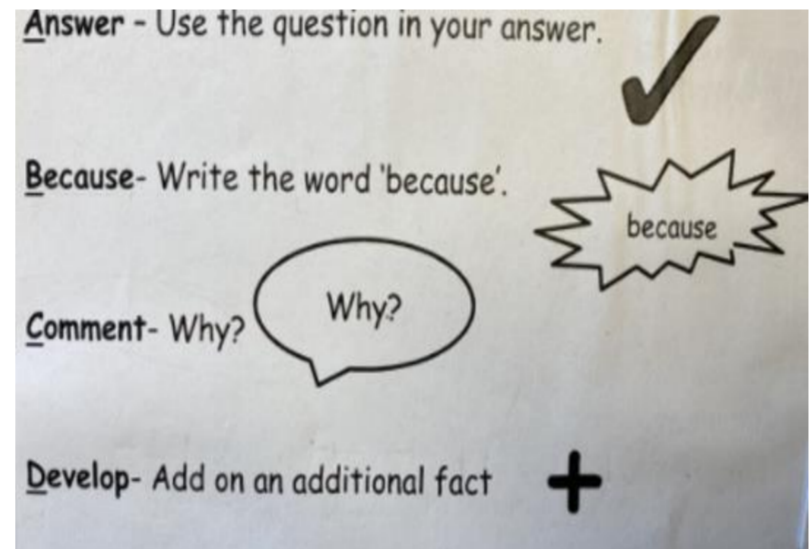 Answer - Use the question in your answer.
Because- Write the word 'because'.
because
Comment- Why?
Why?
Develop- Add on an additional fact